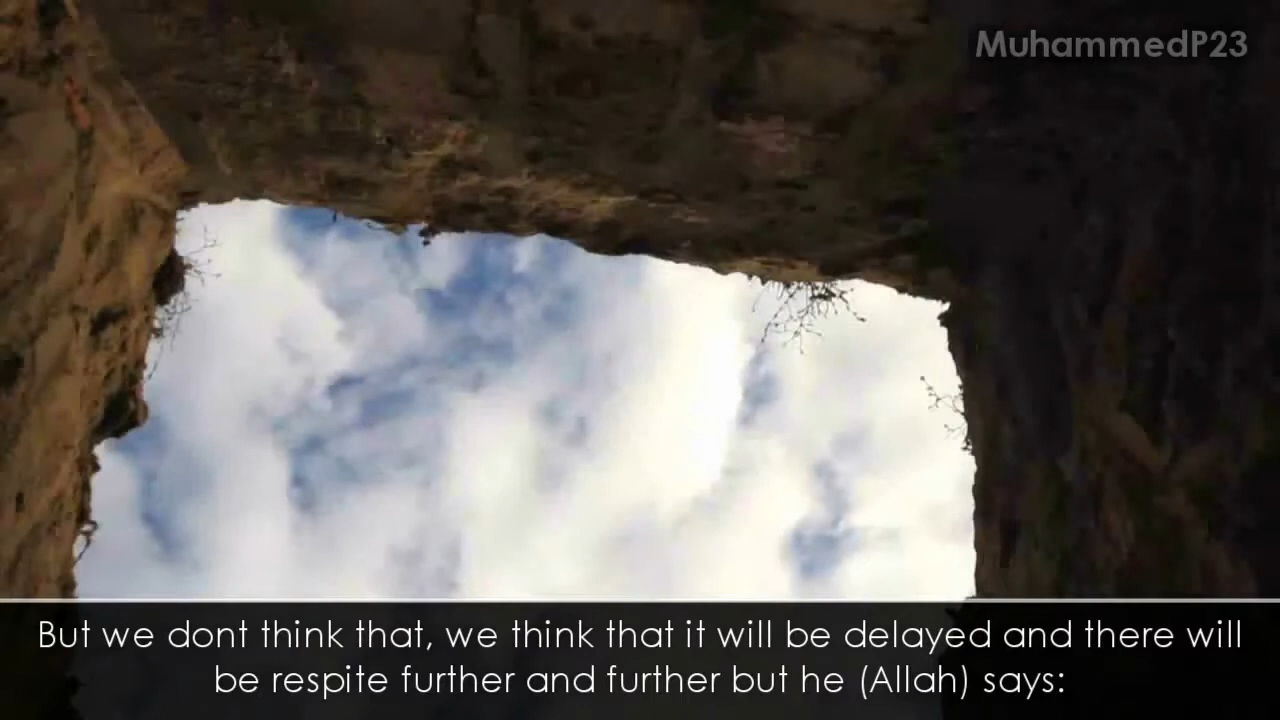 MuhammedP23
But we dont think that, we think that it will be delayed and there will
be respite further and further but he (Allah) says: